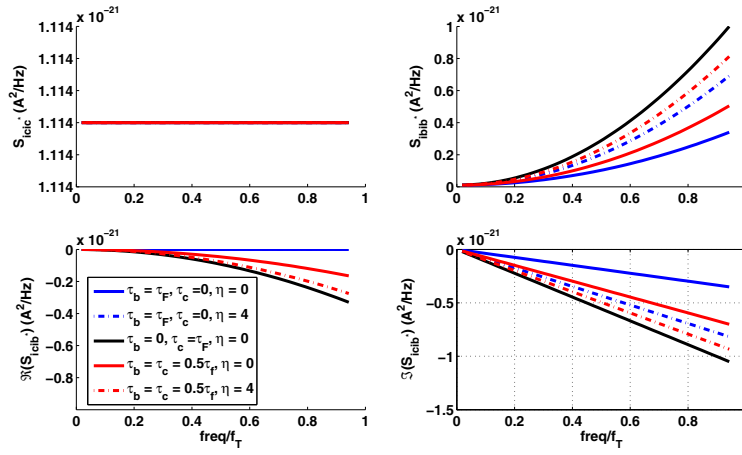 x 10⁻²¹
1.114
1.114
1.114
1.114
1.114
1.114
S_icic* (A²/Hz)
0 0.2 0.4 0.6 0.8 1
x 10⁻²¹
1
0.8
0.6
0.4
0.2
0
S_ibib* (A²/Hz)
0 0.2 0.4 0.6 0.8
x 10⁻²¹
0
−0.2
−0.4
−0.6
−0.8
ℜ(S_icib*) (A²/Hz)
τ_b = τ_F, τ_c =0, η = 0
τ_b = τ_F, τ_c =0, η = 4
τ_b = 0, τ_c =τ_F, η = 0
τ_b = τ_c = 0.5τ_f, η = 0
τ_b = τ_c = 0.5τ_f, η = 4
0 0.2 0.4 0.6 0.8 1
freq/f_T
x 10⁻²¹
0
−0.5
−1
−1.5
ℑ(S_icib*) (A²/Hz)
0 0.2 0.4 0.6 0.8
freq/f_T